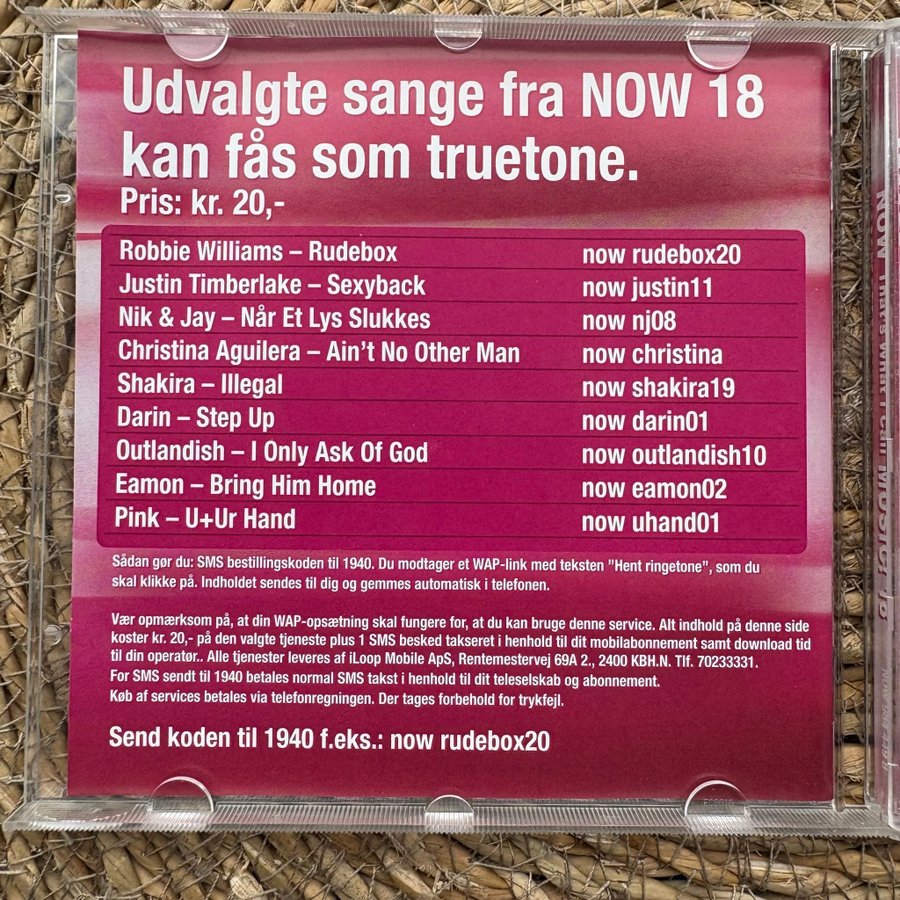 Udvalgte sange fra NOW 18
kan fås som truetone.
Pris: kr. 20,-
Robbie Williams – Rudebox now rudebox20
Justin Timberlake – Sexyback now justin11
Nik & Jay – Når Et Lys Slukkes now nj08
Christina Aguilera – Ain't No Other Man now christina
Shakira – Illegal now shakira19
Darin – Step Up now darin01
Outlandish – I Only Ask Of God now outlandish10
Eamon – Bring Him Home now eamon02
Pink – U+Ur Hand now uhand01
Sådan gør du: SMS bestillingskoden til 1940. Du modtager et WAP-link med teksten ”Hent ringetone”, som du
skal klikke på. Indholdet sendes til dig og gemmes automatisk i telefonen.
Vær opmærksom på, at din WAP-opsætning skal fungere for, at du kan bruge denne service. Alt indhold på denne side
koster kr. 20,- på den valgte tjeneste plus 1 SMS besked takseret i henhold til dit mobilabonnement samt download tid
til din operatør.. Alle tjenester leveres af iLoop Mobile ApS, Rentemestervej 69A 2., 2400 KBH.N. Tlf. 70233331.
For SMS sendt til 1940 betales normal SMS takst i henhold til dit teleselskab og abonnement.
Køb af services betales via telefonregningen. Der tages forbehold for trykfejl.
Send koden til 1940 f.eks.: now rudebox20
NOW That's What I Call MUSIC! 18